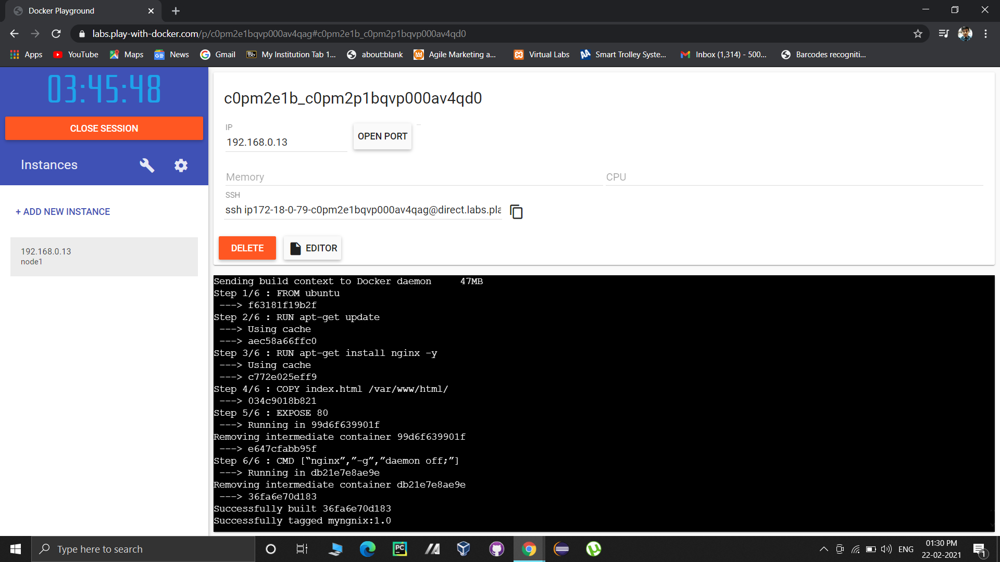 Docker Playground
labs.play-with-docker.com/p/c0pm2e1bqvp000av4qag#c0pm2e1b_c0pm2p1bqvp000av4qd0
Apps YouTube Maps News Gmail My Institution Tab 1... about:blank Agile Marketing a... Virtual Labs Smart Trolley Syste... Inbox (1,314) - 500... Barcodes recogniti...
03:45:48
CLOSE SESSION
Instances
+ ADD NEW INSTANCE
192.168.0.13
node1
c0pm2e1b_c0pm2p1bqvp000av4qd0
IP
192.168.0.13
OPEN PORT
Memory
CPU
SSH
ssh ip172-18-0-79-c0pm2e1bqvp000av4qag@direct.labs.pla
DELETE
EDITOR
Sending build context to Docker daemon 47MB
Step 1/6 : FROM ubuntu
---> f63181f19b2f
Step 2/6 : RUN apt-get update
---> Using cache
---> aec58a66ffc0
Step 3/6 : RUN apt-get install nginx -y
---> Using cache
---> c772e025eff9
Step 4/6 : COPY index.html /var/www/html/
---> 034c9018b821
Step 5/6 : EXPOSE 80
---> Running in 99d6f639901f
Removing intermediate container 99d6f639901f
---> e647cfabb95f
Step 6/6 : CMD [“nginx”,”-g”,”daemon off;”]
---> Running in db21e7e8ae9e
Removing intermediate container db21e7e8ae9e
---> 36fa6e70d183
Successfully built 36fa6e70d183
Successfully tagged myngnix:1.0
Type here to search
PC
ENG
01:30 PM
22-02-2021
1